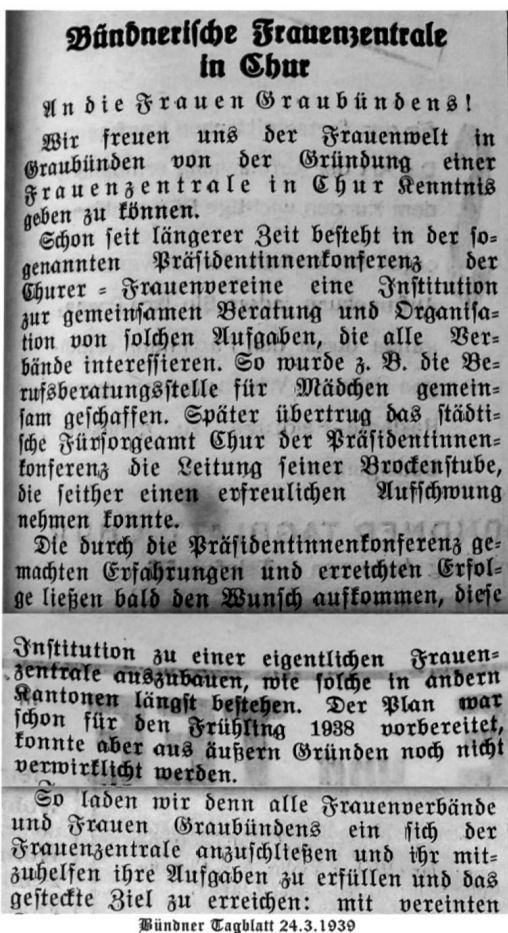 Bündnerische Frauenzentrale
in Chur
An die Frauen Graubündens!
Wir freuen uns der Frauenwelt in
Graubünden von der Gründung einer
Frauenzentrale in Chur Kenntnis
geben zu können.
Schon seit längerer Zeit besteht in der so-
genannten Präsidentinnenkonferenz der
Churer-Frauenvereine eine Institution
zur gemeinsamen Beratung und Organisa-
tion von solchen Aufgaben, die alle Ver-
bände interessieren. So wurde z. B. die Be-
rufsberatungsstelle für Mädchen gemein-
sam geschaffen. Später übertrug das städti-
sche Fürsorgeamt Chur der Präsidentinnen-
konferenz die Leitung seiner Brockenstube,
die seither einen erfreulichen Aufschwung
nehmen konnte.
Die durch die Präsidentinnenkonferenz ge-
machten Erfahrungen und erreichten Erfol-
ge ließen bald den Wunsch aufkommen, diese
Institution zu einer eigentlichen Frauen-
zentrale auszubauen, wie solche in andern
Kantonen längst bestehen. Der Plan war
schon für den Frühling 1938 vorbereitet,
konnte aber aus äußern Gründen noch nicht
verwirklicht werden.
So laden wir denn alle Frauenverbände
und Frauen Graubündens ein sich der
Frauenzentrale anzuschließen und ihr mit-
zuhelfen ihre Aufgaben zu erfüllen und das
gesteckte Ziel zu erreichen: mit vereinten
Bündner Tagblatt 24.3.1939